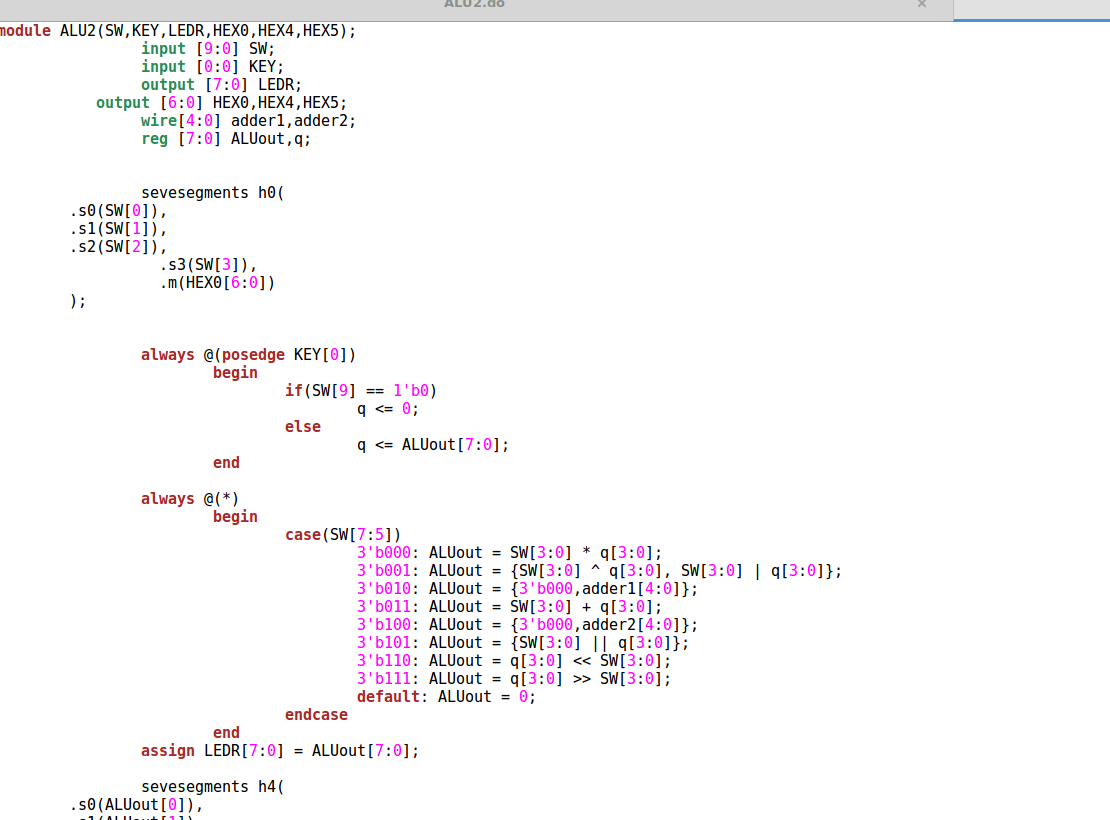 ALU2.do ×
module ALU2(SW,KEY,LEDR,HEX0,HEX4,HEX5);
input [9:0] SW;
input [0:0] KEY;
output [7:0] LEDR;
output [6:0] HEX0,HEX4,HEX5;
wire[4:0] adder1,adder2;
reg [7:0] ALUout,q;
sevesegments h0(
.s0(SW[0]),
.s1(SW[1]),
.s2(SW[2]),
.s3(SW[3]),
.m(HEX0[6:0])
);
always @(posedge KEY[0])
begin
if(SW[9] == 1'b0)
q <= 0;
else
q <= ALUout[7:0];
end
always @(*)
begin
case(SW[7:5])
3'b000: ALUout = SW[3:0] * q[3:0];
3'b001: ALUout = {SW[3:0] ^ q[3:0], SW[3:0] | q[3:0]};
3'b010: ALUout = {3'b000,adder1[4:0]};
3'b011: ALUout = SW[3:0] + q[3:0];
3'b100: ALUout = {3'b000,adder2[4:0]};
3'b101: ALUout = {SW[3:0] || q[3:0]};
3'b110: ALUout = q[3:0] << SW[3:0];
3'b111: ALUout = q[3:0] >> SW[3:0];
default: ALUout = 0;
endcase
end
assign LEDR[7:0] = ALUout[7:0];
sevesegments h4(
.s0(ALUout[0]),
.s1(ALUout[1]),